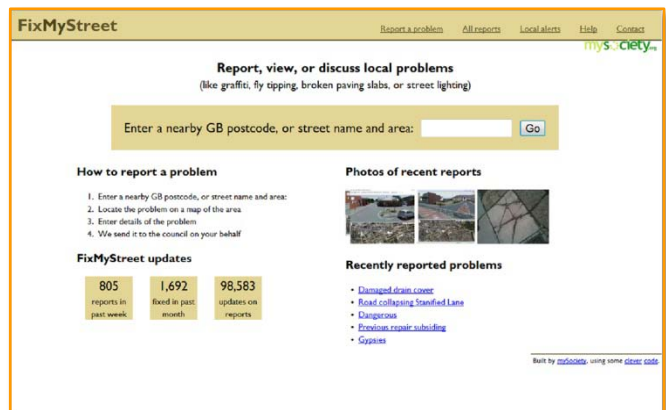 FixMyStreet
Report a problem All reports Local alerts Help Contact
mysociety.org
Report, view, or discuss local problems
(like graffiti, fly tipping, broken paving slabs, or street lighting)
Enter a nearby GB postcode, or street name and area: Go
How to report a problem
1. Enter a nearby GB postcode, or street name and area:
2. Locate the problem on a map of the area
3. Enter details of the problem
4. We send it to the council on your behalf
FixMyStreet updates
805
reports in
past week
1,692
fixed in past
month
98,583
updates on
reports
Photos of recent reports
Recently reported problems
• Damaged drain cover
• Road collapsing Stanified Lane
• Dangerous
• Previous repair subsiding
• Gypsies
Built by mySociety, using some clever code.